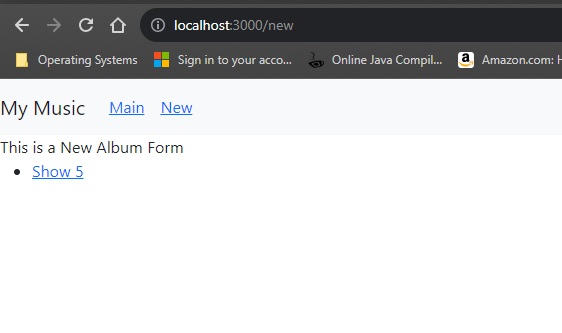 localhost:3000/new
Operating Systems Sign in to your acco... Online Java Compil... Amazon.com: H
My Music Main New
This is a New Album Form
Show 5